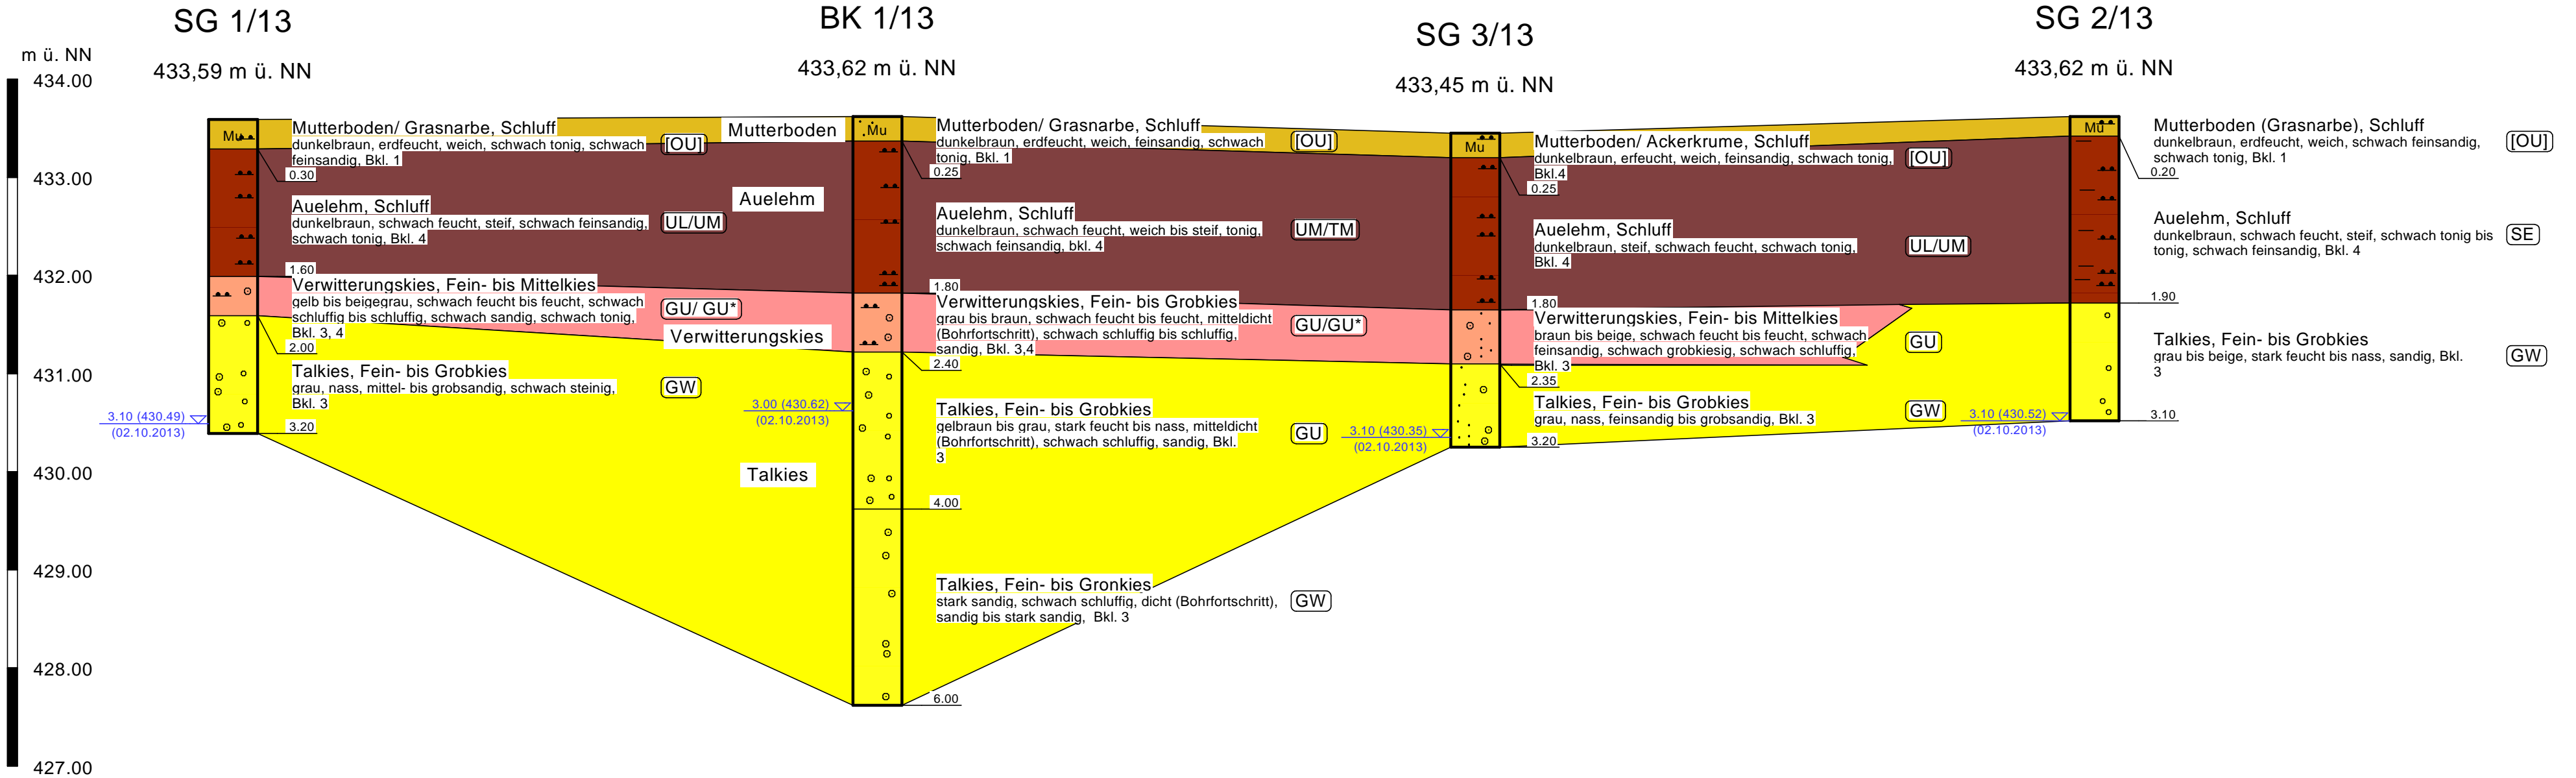 SG 1/13
BK 1/13
SG 3/13
SG 2/13
433,59 m ü. NN
433,62 m ü. NN
433,45 m ü. NN
433,62 m ü. NN
m ü. NN
434.00
433.00
432.00
431.00
430.00
429.00
428.00
427.00
Mu
Mutterboden/ Grasnarbe, Schluff
dunkelbraun, erdfeucht, weich, schwach tonig, schwach
feinsandig, Bkl. 1
[OU]
0.30
Auelehm, Schluff
dunkelbraun, schwach feucht, steif, schwach feinsandig,
schwach tonig, Bkl. 4
UL/UM
1.60
Verwitterungskies, Fein- bis Mittelkies
gelb bis beigegrau, schwach feucht bis feucht, schwach
schluffig bis schluffig, schwach sandig, schwach tonig,
Bkl. 3, 4
GU/ GU*
2.00
Talkies, Fein- bis Grobkies
grau, nass, mittel- bis grobsandig, schwach steinig,
Bkl. 3
GW
3.10 (430.49)
(02.10.2013)
3.20
Mutterboden
Auelehm
Verwitterungskies
Talkies
Mu
Mutterboden/ Grasnarbe, Schluff
dunkelbraun, erdfeucht, weich, feinsandig, schwach
tonig, Bkl. 1
[OU]
0.25
Auelehm, Schluff
dunkelbraun, schwach feucht, weich bis steif, tonig,
schwach feinsandig, bkl. 4
UM/TM
1.80
Verwitterungskies, Fein- bis Grobkies
grau bis braun, schwach feucht bis feucht, mitteldicht
(Bohrfortschritt), schwach schluffig bis schluffig,
sandig, Bkl. 3,4
GU/GU*
2.40
3.00 (430.62)
(02.10.2013)
Talkies, Fein- bis Grobkies
gelbraun bis grau, stark feucht bis nass, mitteldicht
(Bohrfortschritt), schwach schluffig, sandig, Bkl.
3
GU
4.00
Talkies, Fein- bis Gronkies
stark sandig, schwach schluffig, dicht (Bohrfortschritt),
sandig bis stark sandig,  Bkl. 3
GW
6.00
Mu
Mutterboden/ Ackerkrume, Schluff
dunkelbraun, erfeucht, weich, feinsandig, schwach tonig,
Bkl.4
[OU]
0.25
Auelehm, Schluff
dunkelbraun, steif, schwach feucht, schwach tonig,
Bkl. 4
UL/UM
1.80
Verwitterungskies, Fein- bis Mittelkies
braun bis beige, schwach feucht bis feucht, schwach
feinsandig, schwach grobkiesig, schwach schluffig,
Bkl. 3
GU
2.35
Talkies, Fein- bis Grobkies
grau, nass, feinsandig bis grobsandig, Bkl. 3
GW
3.10 (430.35)
(02.10.2013)
3.20
Mu
Mutterboden (Grasnarbe), Schluff
dunkelbraun, erdfeucht, weich, schwach feinsandig,
schwach tonig, Bkl. 1
[OU]
0.20
Auelehm, Schluff
dunkelbraun, schwach feucht, steif, schwach tonig bis
tonig, schwach feinsandig, Bkl. 4
SE
1.90
Talkies, Fein- bis Grobkies
grau bis beige, stark feucht bis nass, sandig, Bkl.
3
GW
3.10 (430.52)
(02.10.2013)
3.10